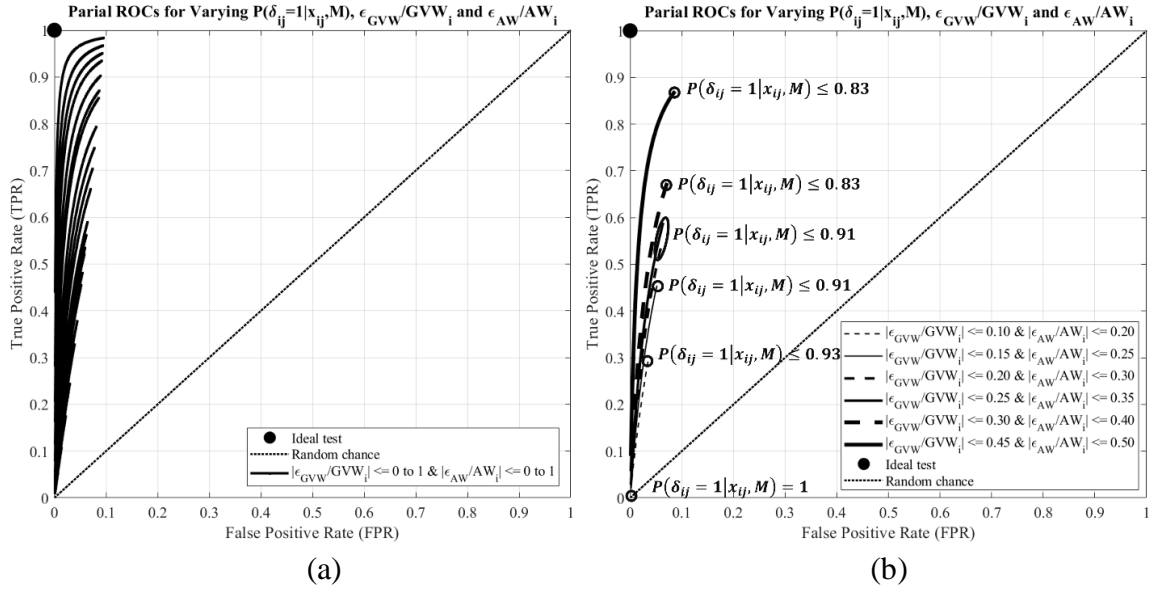 Parial ROCs for Varying P(δij=1|xij,M), ϵGVW/GVWi and ϵAW/AWi
1
0.9
0.8
0.7
0.6
0.5
0.4
0.3
0.2
0.1
0
True Positive Rate (TPR)
Ideal test
Random chance
|ϵGVW/GVWi| <= 0 to 1 & |ϵAW/AWi| <= 0 to 1
0 0.1 0.2 0.3 0.4 0.5 0.6 0.7 0.8 0.9 1
False Positive Rate (FPR)
(a)
Parial ROCs for Varying P(δij=1|xij,M), ϵGVW/GVWi and ϵAW/AWi
1
0.9
0.8
0.7
0.6
0.5
0.4
0.3
0.2
0.1
0
True Positive Rate (TPR)
P(δij = 1|xij, M) ≤ 0.83
P(δij = 1|xij, M) ≤ 0.83
P(δij = 1|xij, M) ≤ 0.91
P(δij = 1|xij, M) ≤ 0.91
P(δij = 1|xij, M) ≤ 0.93
P(δij = 1|xij, M) = 1
|ϵGVW/GVWi| <= 0.10 & |ϵAW/AWi| <= 0.20
|ϵGVW/GVWi| <= 0.15 & |ϵAW/AWi| <= 0.25
|ϵGVW/GVWi| <= 0.20 & |ϵAW/AWi| <= 0.30
|ϵGVW/GVWi| <= 0.25 & |ϵAW/AWi| <= 0.35
|ϵGVW/GVWi| <= 0.30 & |ϵAW/AWi| <= 0.40
|ϵGVW/GVWi| <= 0.45 & |ϵAW/AWi| <= 0.50
Ideal test
Random chance
0 0.1 0.2 0.3 0.4 0.5 0.6 0.7 0.8 0.9 1
False Positive Rate (FPR)
(b)